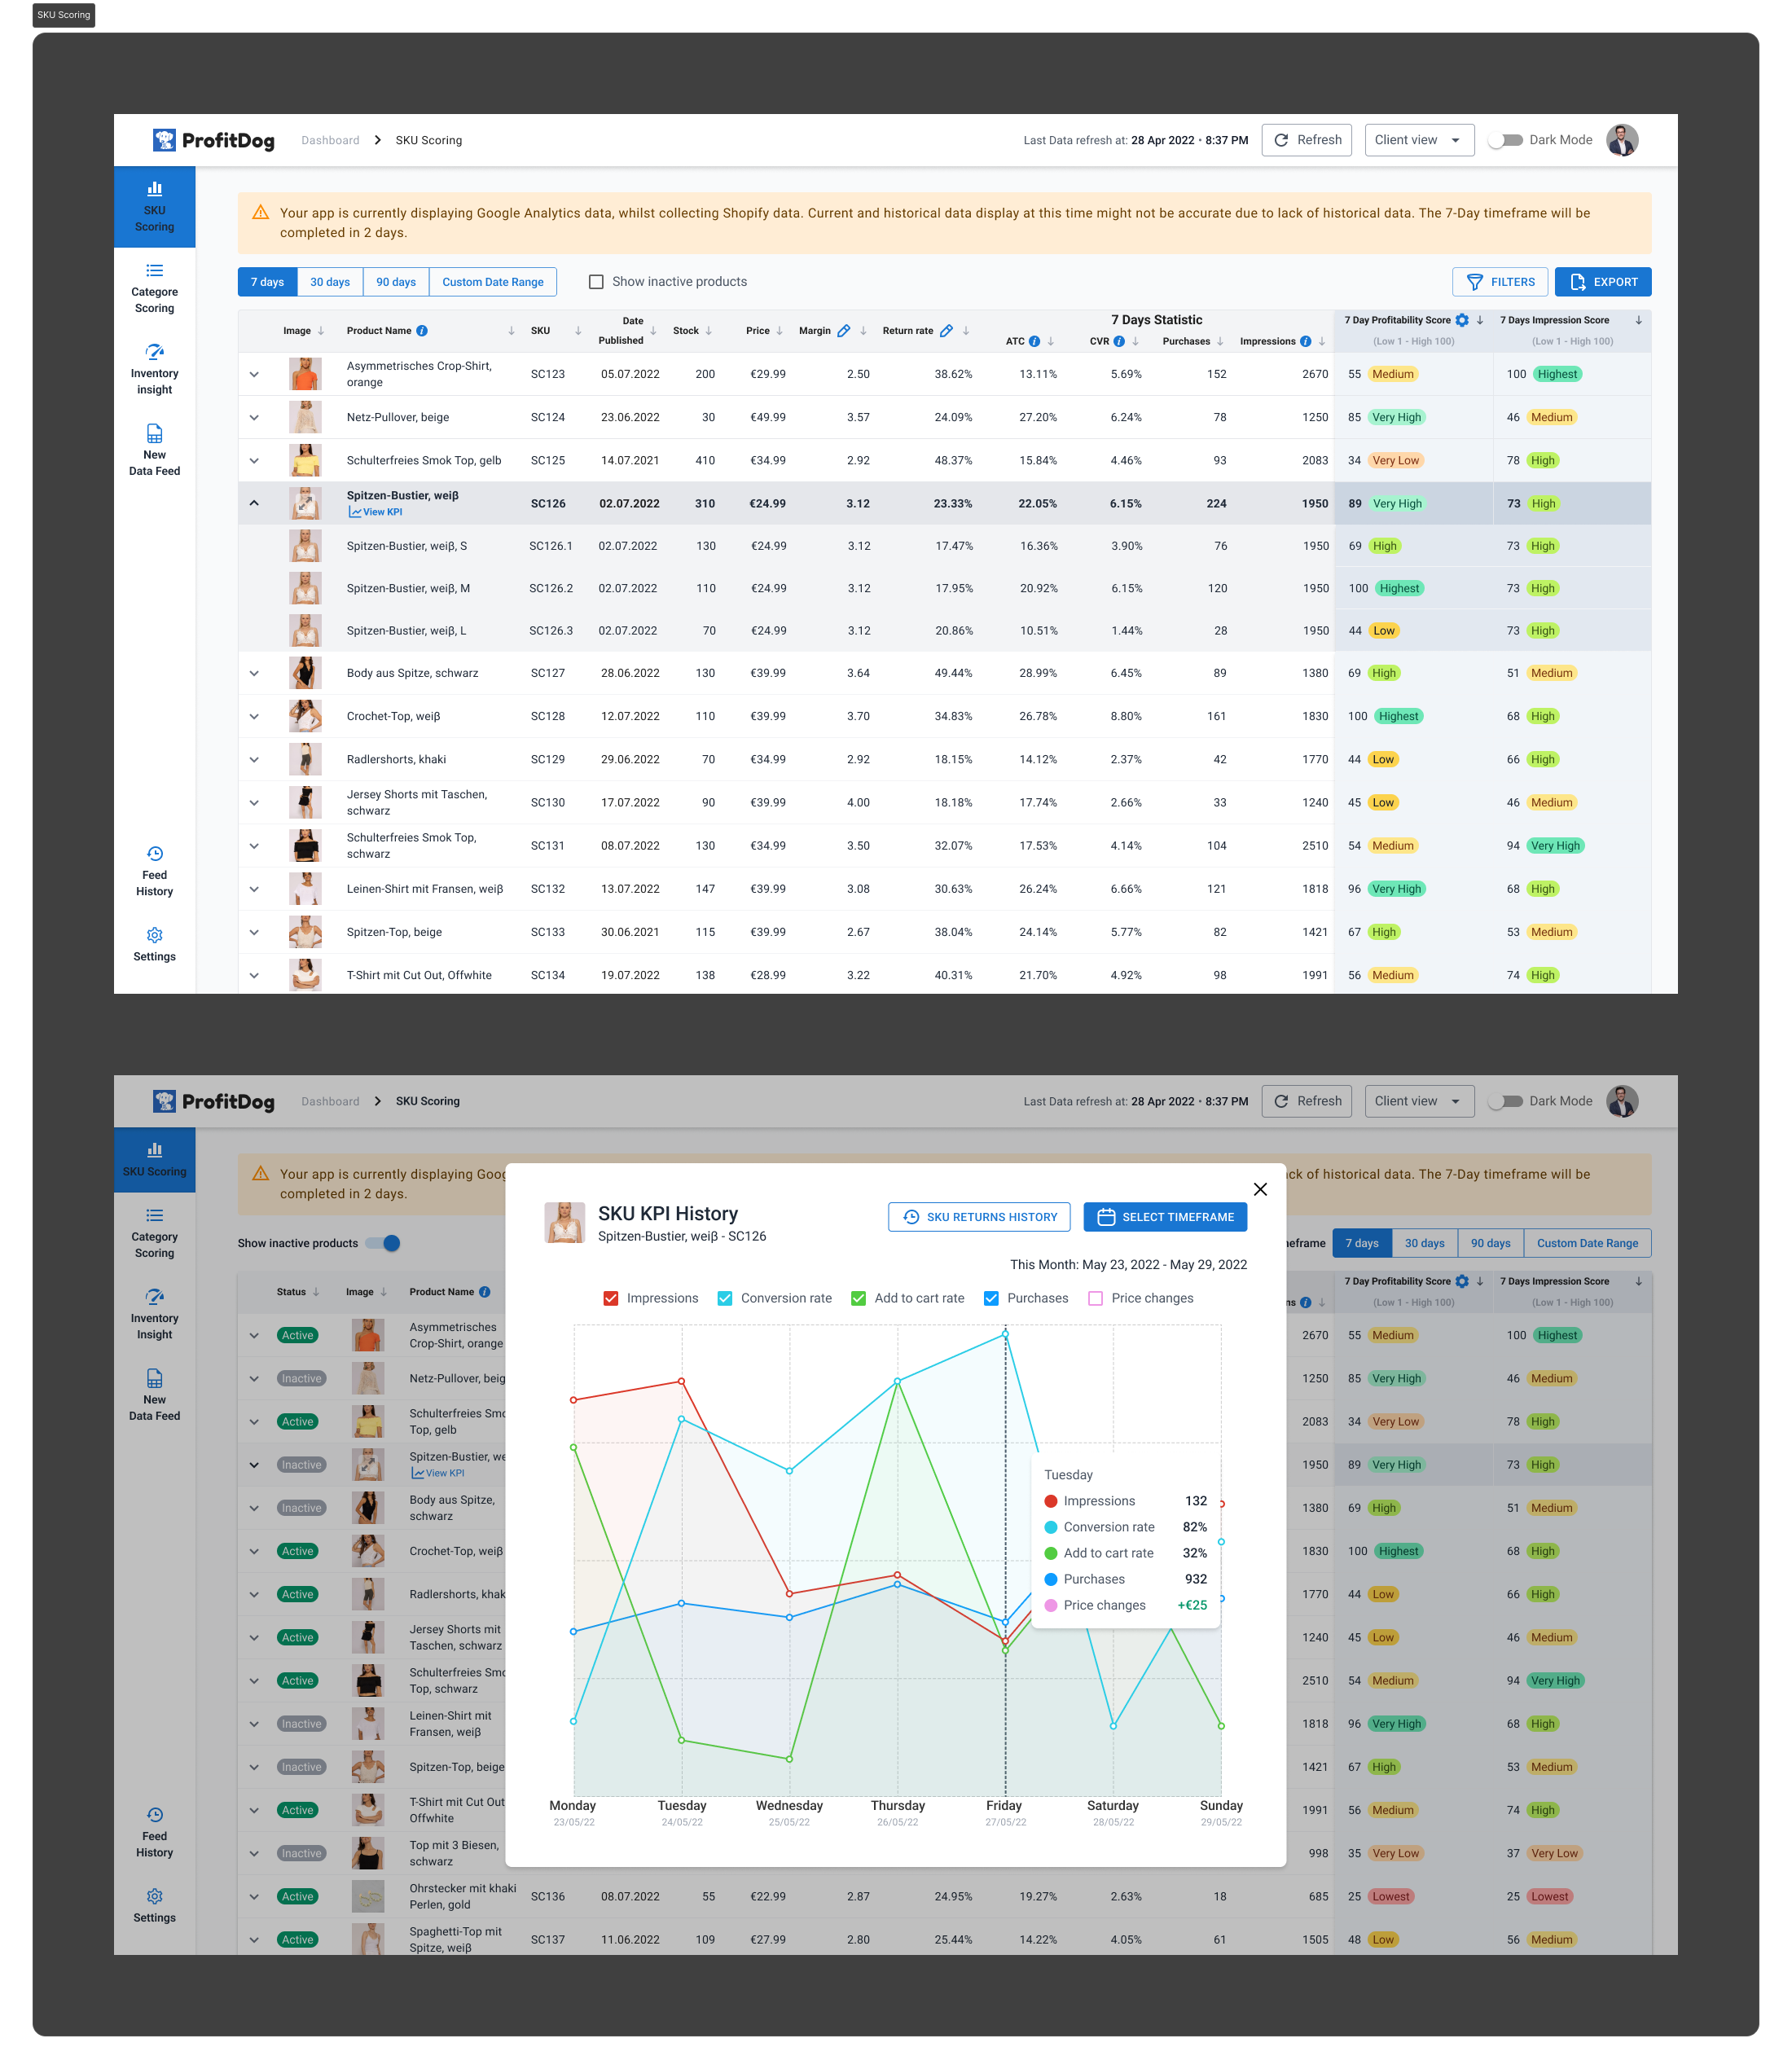 SKU Scoring
ProfitDog
Dashboard
SKU Scoring
Last Data refresh at: 28 Apr 2022 • 8:37 PM
Refresh
Client view
Dark Mode
SKU
Scoring
Categore
Scoring
Inventory
insight
New
Data Feed
Feed
History
Settings
Your app is currently displaying Google Analytics data, whilst collecting Shopify data. Current and historical data display at this time might not be accurate due to lack of historical data. The 7-Day timeframe will be
completed in 2 days.
7 days 30 days 90 days Custom Date Range Show inactive products FILTERS EXPORT
Image Product Name SKU Date Published Stock Price Margin Return rate 7 Days Statistic ATC CVR Purchases Impressions 7 Day Profitability Score (Low 1 - High 100) 7 Days Impression Score (Low 1 - High 100)
Asymmetrisches Crop-Shirt,
orange SC123 05.07.2022 200 €29.99 2.50 38.62% 13.11% 5.69% 152 2670 55 Medium 100 Highest
Netz-Pullover, beige SC124 23.06.2022 30 €49.99 3.57 24.09% 27.20% 6.24% 78 1250 85 Very High 46 Medium
Schulterfreies Smok Top, gelb SC125 14.07.2021 410 €34.99 2.92 48.37% 15.84% 4.46% 93 2083 34 Very Low 78 High
Spitzen-Bustier, weiβ SC126 02.07.2022 310 €24.99 3.12 23.33% 22.05% 6.15% 224 1950 89 Very High 73 High
View KPI
Spitzen-Bustier, weiβ, S SC126.1 02.07.2022 130 €24.99 3.12 17.47% 16.36% 3.90% 76 1950 69 High 73 High
Spitzen-Bustier, weiβ, M SC126.2 02.07.2022 110 €24.99 3.12 17.95% 20.92% 6.15% 120 1950 100 Highest 73 High
Spitzen-Bustier, weiβ, L SC126.3 02.07.2022 70 €24.99 3.12 20.86% 10.51% 1.44% 28 1950 44 Low 73 High
Body aus Spitze, schwarz SC127 28.06.2022 130 €39.99 3.64 49.44% 28.99% 6.45% 89 1380 69 High 51 Medium
Crochet-Top, weiβ SC128 12.07.2022 110 €39.99 3.70 34.83% 26.78% 8.80% 161 1830 100 Highest 68 High
Radlershorts, khaki SC129 29.06.2022 70 €34.99 2.92 18.15% 14.12% 2.37% 42 1770 44 Low 66 High
Jersey Shorts mit Taschen,
schwarz SC130 17.07.2022 90 €39.99 4.00 18.18% 17.74% 2.66% 33 1240 45 Low 46 Medium
Schulterfreies Smok Top,
schwarz SC131 08.07.2022 130 €34.99 3.50 32.07% 17.53% 4.14% 104 2510 54 Medium 94 Very High
Leinen-Shirt mit Fransen, weiβ SC132 13.07.2022 147 €39.99 3.08 30.63% 26.24% 6.66% 121 1818 96 Very High 68 High
Spitzen-Top, beige SC133 30.06.2021 115 €39.99 2.67 38.04% 24.14% 5.77% 82 1421 67 High 53 Medium
T-Shirt mit Cut Out, Offwhite SC134 19.07.2022 138 €28.99 3.22 40.31% 21.70% 4.92% 98 1991 56 Medium 74 High
ProfitDog
Dashboard
SKU Scoring
Last Data refresh at: 28 Apr 2022 • 8:37 PM
Refresh
Client view
Dark Mode
SKU Scoring
Category
Scoring
Inventory
Insight
New
Data Feed
Feed
History
Settings
Your app is currently displaying Goog
ck of historical data. The 7-Day timeframe will be
completed in 2 days.
Show inactive products
eframe 7 days 30 days 90 days Custom Date Range
Status Image Product Name ns 7 Day Profitability Score (Low 1 - High 100) 7 Days Impression Score (Low 1 - High 100)
Active Asymmetrisches
Crop-Shirt, orange 2670 55 Medium 100 Highest
Inactive Netz-Pullover, beig 1250 85 Very High 46 Medium
Active Schulterfreies Smo
Top, gelb 2083 34 Very Low 78 High
Inactive Spitzen-Bustier, we 1950 89 Very High 73 High
View KPI
Inactive Body aus Spitze,
schwarz 1380 69 High 51 Medium
Active Crochet-Top, weiβ 1830 100 Highest 68 High
Active Radlershorts, khak 1770 44 Low 66 High
Active Jersey Shorts mit
Taschen, schwarz 1240 45 Low 46 Medium
Active Schulterfreies Smo
Top, schwarz 2510 54 Medium 94 Very High
Inactive Leinen-Shirt mit
Fransen, weiβ 1818 96 Very High 68 High
Inactive Spitzen-Top, beige 1421 67 High 53 Medium
Active T-Shirt mit Cut Out
Offwhite 1991 56 Medium 74 High
Inactive Top mit 3 Biesen,
schwarz 998 35 Very Low 37 Very Low
Active Ohrstecker mit khaki
Perlen, gold SC136 08.07.2022 55 €22.99 2.87 24.95% 19.27% 2.63% 18 685 25 Lowest 25 Lowest
Active Spaghetti-Top mit
Spitze, weiβ SC137 11.06.2022 109 €27.99 2.80 25.44% 14.22% 4.05% 61 1505 48 Low 56 Medium
SKU KPI History
Spitzen-Bustier, weiβ - SC126
SKU RETURNS HISTORY
SELECT TIMEFRAME
This Month: May 23, 2022 - May 29, 2022
Impressions Conversion rate Add to cart rate Purchases Price changes
Tuesday
Impressions 132
Conversion rate 82%
Add to cart rate 32%
Purchases 932
Price changes +€25
Monday Tuesday Wednesday Thursday Friday Saturday Sunday
23/05/22 24/05/22 25/05/22 26/05/22 27/05/22 28/05/22 29/05/22